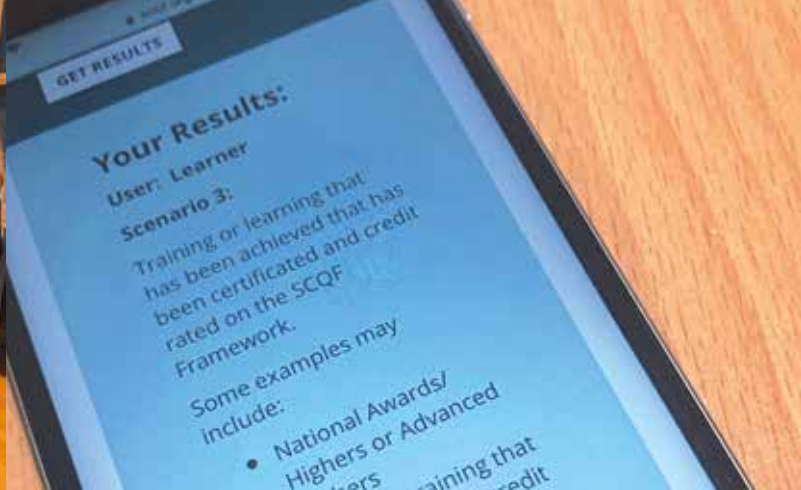 GET RESULTS
Your Results:
User: Learner
Scenario 3:
Training or learning that
has been achieved that has
been certificated and credit
rated on the SCQF
Framework.
Some examples may
include:
• National Awards/
Highers or Advanced
that